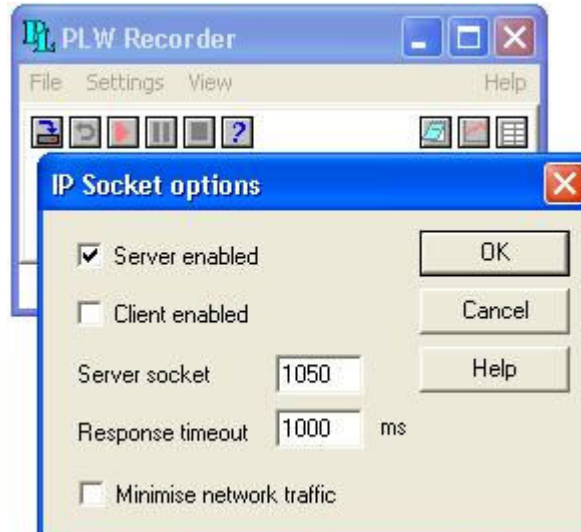 PLW Recorder
File Settings View Help
IP Socket options
Server enabled
OK
Client enabled
Cancel
Server socket 1050
Help
Response timeout 1000 ms
Minimise network traffic